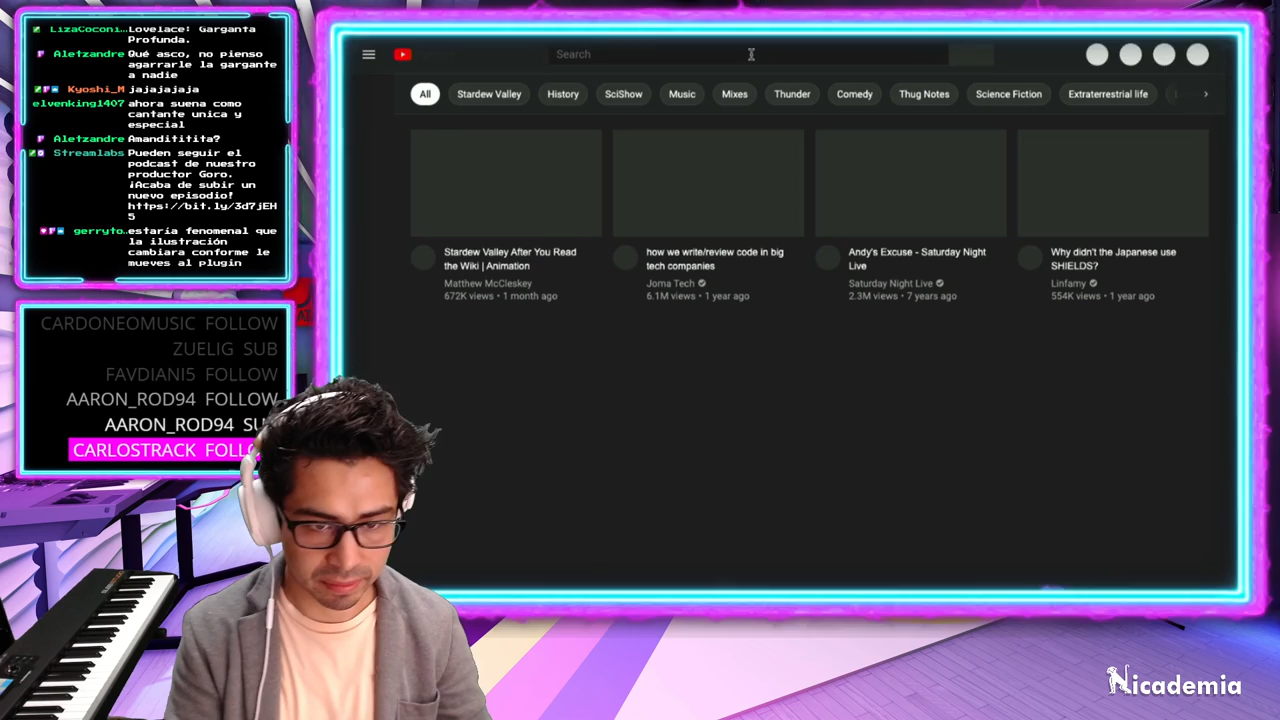 LizaCoconi… Lovelace: Garganta
Profunda.
Aletzandre Qué asco, no pienso
agarrarle la gargante
a nadie
Kyoshi_M jajajajaja
elvenking1407 ahora suena como
cantante unica y
especial
Aletzandre Amandititita?
Streamlabs Pueden seguir el
podcast de nuestro
productor Goro.
¡Acaba de subir un
nuevo episodio!
https://bit.ly/3d7jEH
5
gerryto… estaría fenomenal que
la ilustración
cambiara conforme le
mueves al plugin
CARDONEOMUSIC FOLLOW
ZUELIG SUB
FAVDIANI5 FOLLOW
AARON_ROD94 FOLLOW
AARON_ROD94 SU
CARLOSTRACK FOLLO
Search
All Stardew Valley History SciShow Music Mixes Thunder Comedy Thug Notes Science Fiction Extraterrestrial life
Stardew Valley After You Read
the Wiki | Animation
Matthew McCleskey
672K views • 1 month ago
how we write/review code in big
tech companies
Joma Tech
6.1M views • 1 year ago
Andy's Excuse - Saturday Night
Live
Saturday Night Live
2.3M views • 7 years ago
Why didn't the Japanese use
SHIELDS?
Linfamy
554K views • 1 year ago
Nicademia